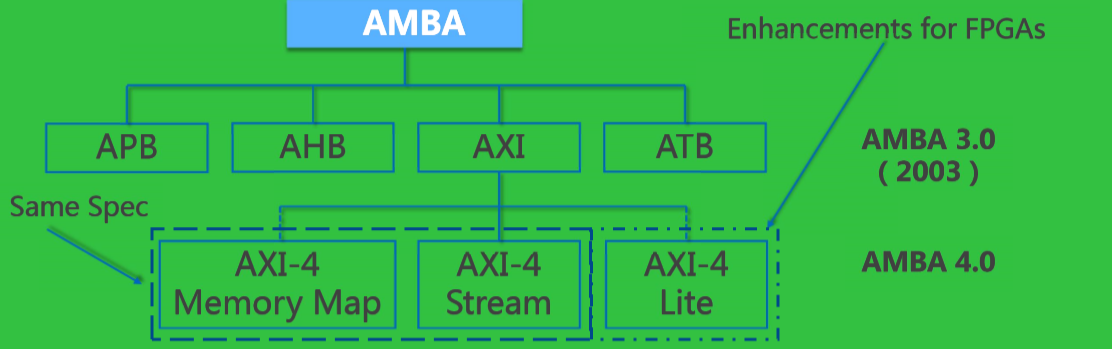 AMBA
Enhancements for FPGAs
APB
AHB
AXI
ATB
AMBA 3.0
( 2003 )
Same Spec
AXI-4
Memory Map
AXI-4
Stream
AXI-4
Lite
AMBA 4.0